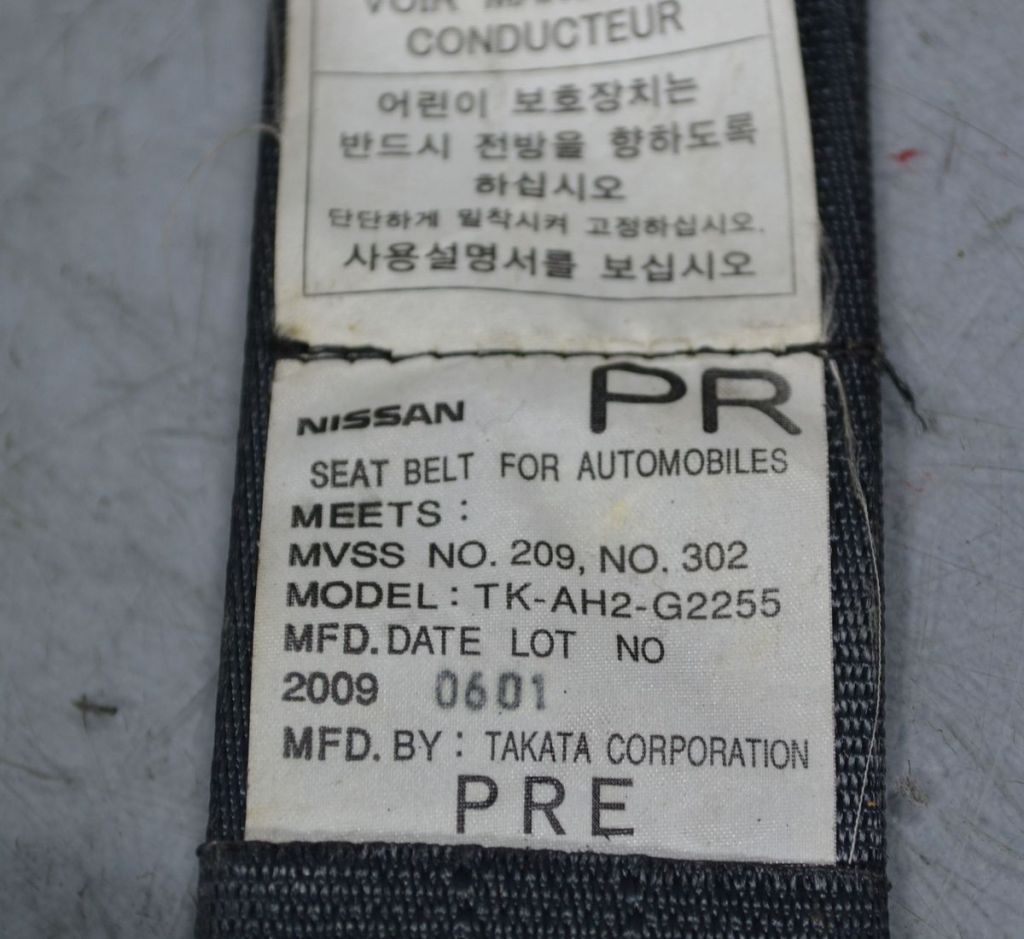 VOIR
CONDUCTEUR
어린이 보호장치는
반드시 전방을 향하도록
하십시오
단단하게 밀착시켜 고정하십시오.
사용설명서를 보십시오
NISSAN PR
SEAT BELT FOR AUTOMOBILES
MEETS :
MVSS NO. 209, NO. 302
MODEL : TK-AH2-G2255
MFD. DATE LOT NO
2009 0601
MFD. BY : TAKATA CORPORATION
PRE